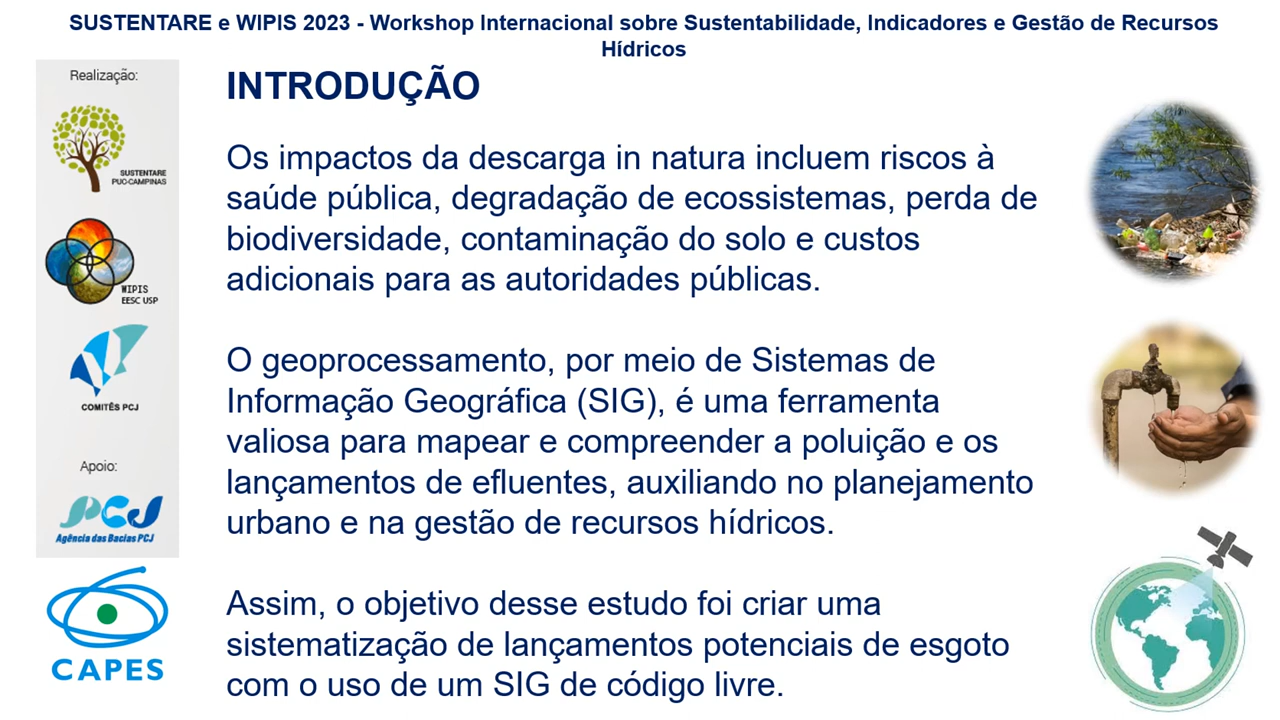 SUSTENTARE e WIPIS 2023 - Workshop Internacional sobre Sustentabilidade, Indicadores e Gestão de Recursos
Hídricos
Realização:
SUSTENTARE
PUC-CAMPINAS
WIPIS
EESC USP
COMITÊS PCJ
Apoio:
PCJ
Agência das Bacias PCJ
CAPES
INTRODUÇÃO
Os impactos da descarga in natura incluem riscos à
saúde pública, degradação de ecossistemas, perda de
biodiversidade, contaminação do solo e custos
adicionais para as autoridades públicas.
O geoprocessamento, por meio de Sistemas de
Informação Geográfica (SIG), é uma ferramenta
valiosa para mapear e compreender a poluição e os
lançamentos de efluentes, auxiliando no planejamento
urbano e na gestão de recursos hídricos.
Assim, o objetivo desse estudo foi criar uma
sistematização de lançamentos potenciais de esgoto
com o uso de um SIG de código livre.